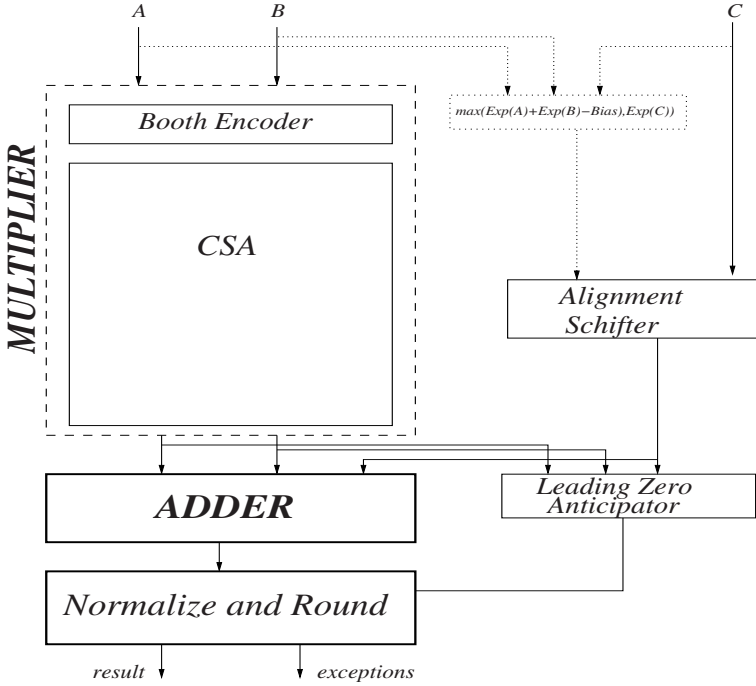 A
B
C
max(Exp(A)+Exp(B)−Bias),Exp(C))
Booth Encoder
MULTIPLIER
CSA
Alignment
Schifter
ADDER
Leading Zero
Anticipator
Normalize and Round
result
exceptions